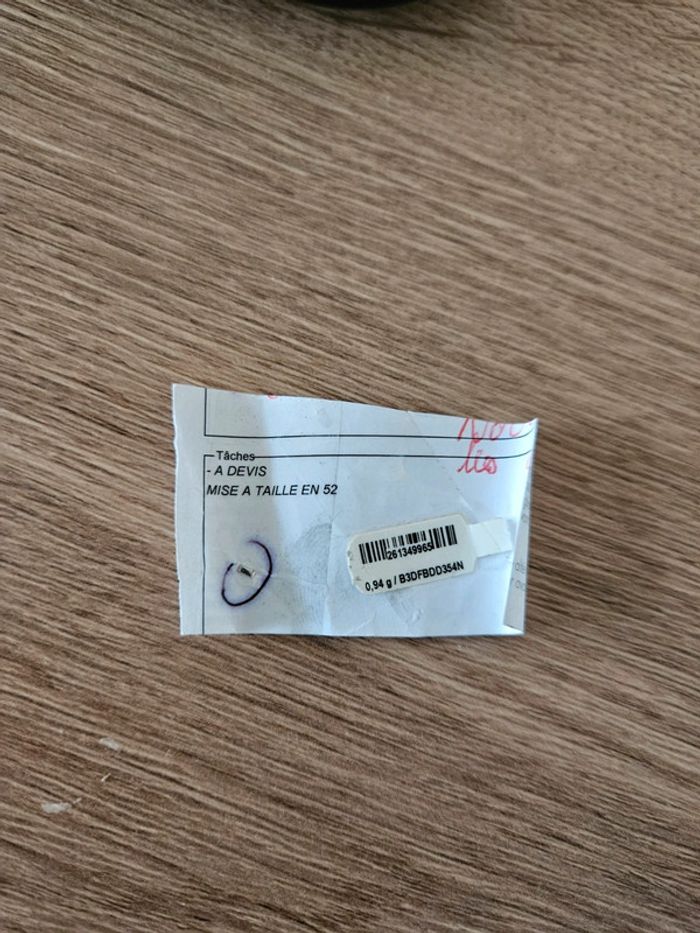 Tâches
- A DEVIS
MISE A TAILLE EN 52
261349965
0,94 g / B3DFBDD354N